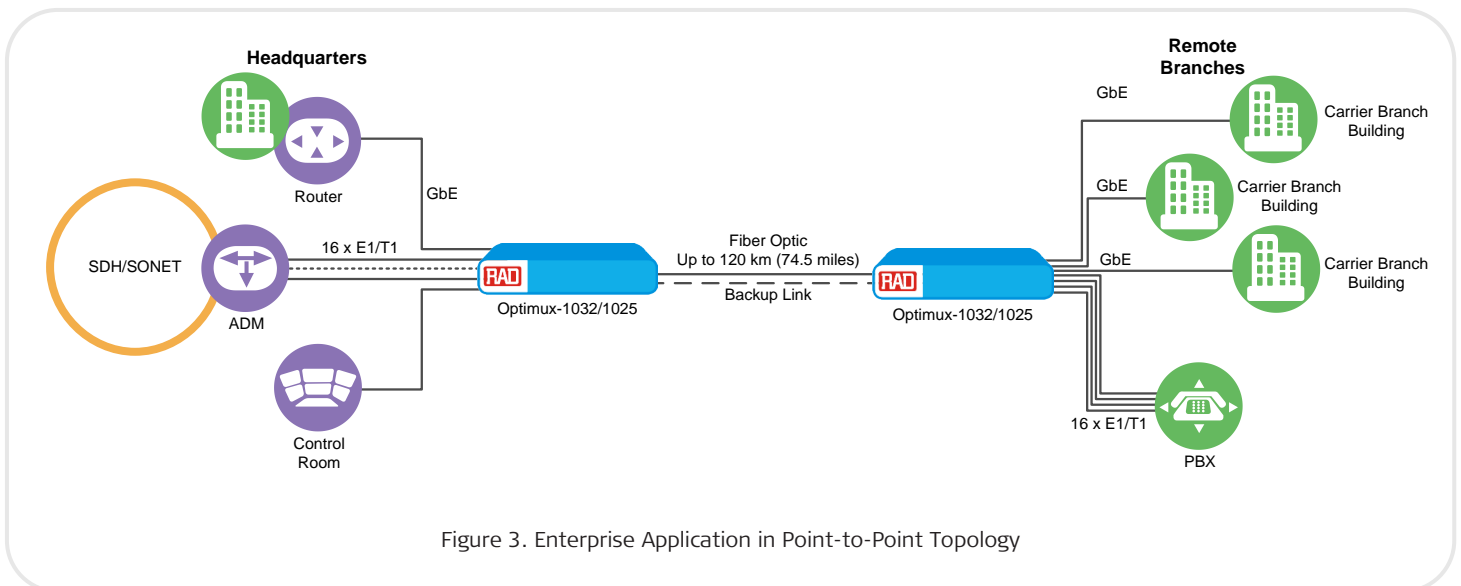 Headquarters
Remote
Branches
GbE
Carrier Branch
Building
Router
GbE
GbE
Carrier Branch
Building
SDH/SONET
16 x E1/T1
Fiber Optic
Up to 120 km (74.5 miles)
GbE
Carrier Branch
Building
RAD
RAD
Backup Link
ADM
Optimux-1032/1025
Optimux-1032/1025
Control
Room
16 x E1/T1
PBX
Figure 3. Enterprise Application in Point-to-Point Topology